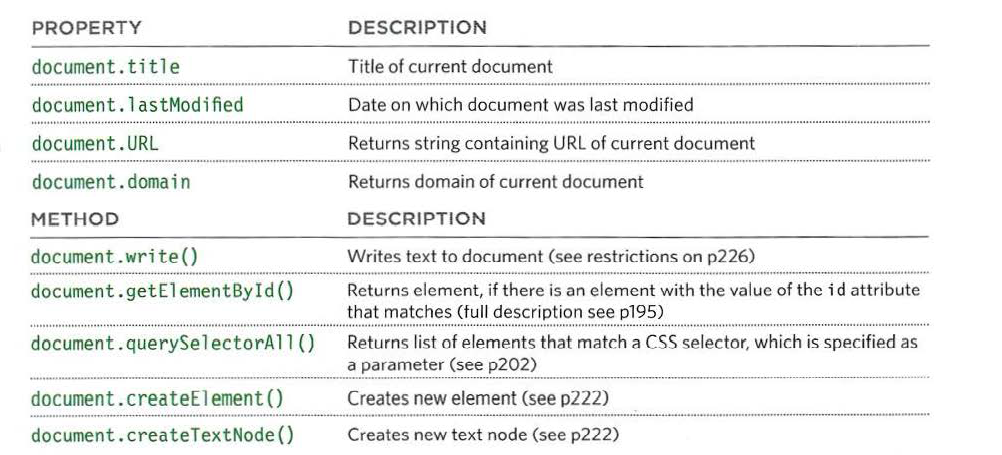 PROPERTY DESCRIPTION
document.title Title of current document
document.lastModified Date on which document was last modified
document.URL Returns string containing URL of current document
document.domain Returns domain of current document
METHOD DESCRIPTION
document.write() Writes text to document (see restrictions on p226)
document.getElementById() Returns element, if there is an element with the value of the id attribute
that matches (full description see p195)
document.querySelectorAll() Returns list of elements that match a CSS selector, which is specified as
a parameter (see p202)
document.createElement() Creates new element (see p222)
document.createTextNode() Creates new text node (see p222)